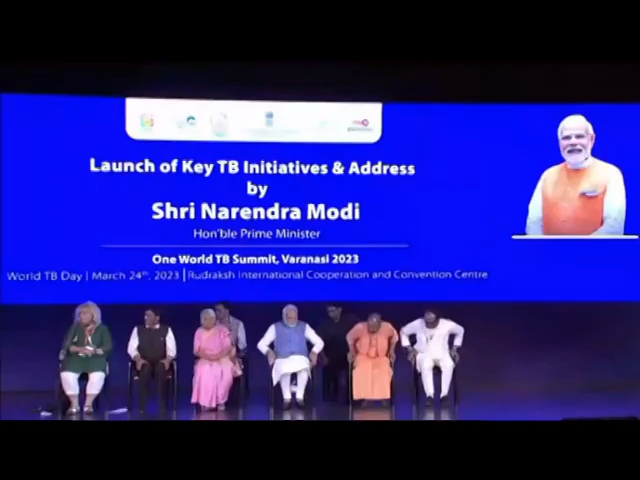 Launch of Key TB Initiatives & Address
by
Shri Narendra Modi
Hon'ble Prime Minister
One World TB Summit, Varanasi 2023
World TB Day | March 24th, 2023 | Rudraksh International Cooperation and Convention Centre